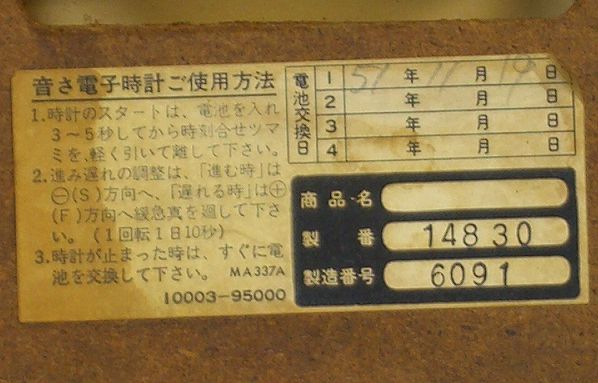 音さ電子時計ご使用方法
1.時計のスタートは、電池を入れ
3～5秒してから時刻合せツマ
ミを、軽く引いて離して下さい。
2.進み遅れの調整は、「進む時」は
⊖(S)方向へ、「遅れる時」は⊕
(F)方向へ緩急真を廻して下さ
い。(1回転1日10秒)
3.時計が止まった時は、すぐに電
池を交換して下さい。 MA337A
10003-95000
電池交換日
1 57年 11月 19日
2 年 月 日
3 年 月 日
4 年 月 日
商品名
製番 14830
製造番号 6091